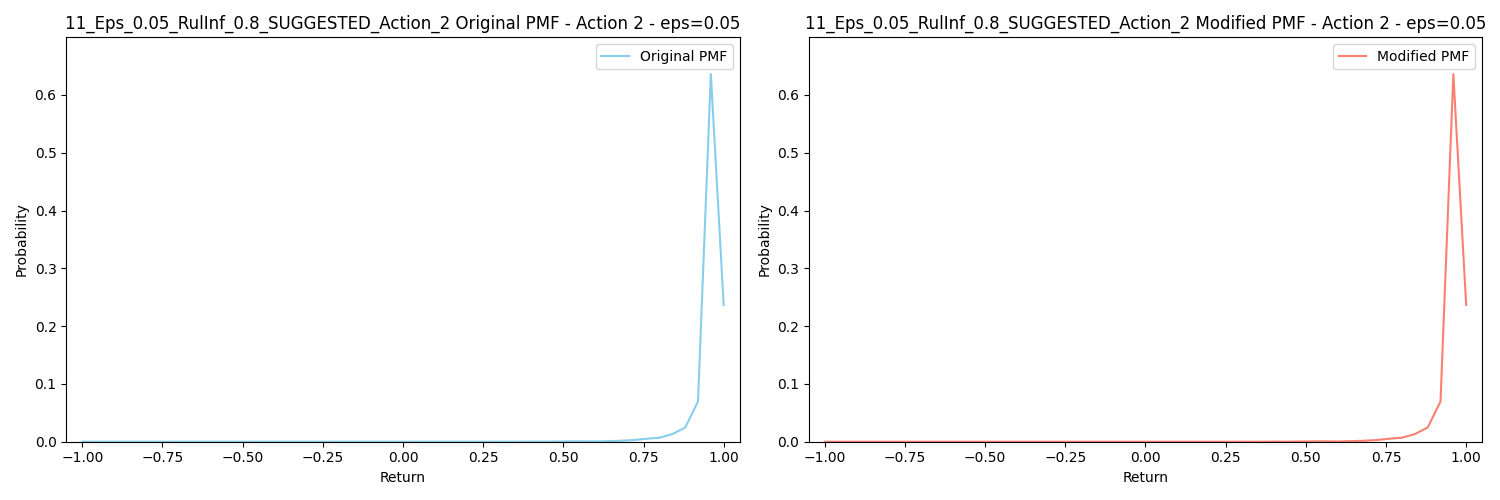 11_Eps_0.05_RulInf_0.8_SUGGESTED_Action_2 Original PMF - Action 2 - eps=0.05
Original PMF
Probability
0.6
0.5
0.4
0.3
0.2
0.1
0.0
−1.00 −0.75 −0.50 −0.25 0.00 0.25 0.50 0.75 1.00
Return
11_Eps_0.05_RulInf_0.8_SUGGESTED_Action_2 Modified PMF - Action 2 - eps=0.05
Modified PMF
Probability
0.6
0.5
0.4
0.3
0.2
0.1
0.0
−1.00 −0.75 −0.50 −0.25 0.00 0.25 0.50 0.75 1.00
Return